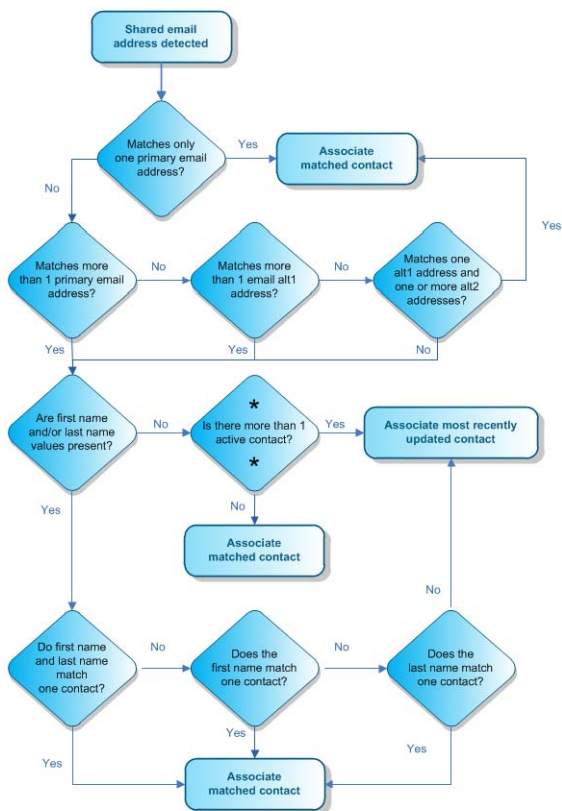 Shared email
address detected
Matches only
one primary email
address?
Yes
Associate
matched contact
No
Yes
Matches more
than 1 primary email
address?
No
Matches more
than 1 email alt1
address?
No
Matches one
alt1 address and
one or more alt2
addresses?
Yes
Yes
No
Are first name
and/or last name
values present?
No
*
Is there more than 1
active contact?
*
Yes
Associate most recently
updated contact
Yes
No
Associate
matched contact
No
Do first name
and last name
match
one contact?
No
Does the
first name match
one contact?
No
Does the
last name match
one contact?
Yes
Yes
Yes
Associate
matched contact